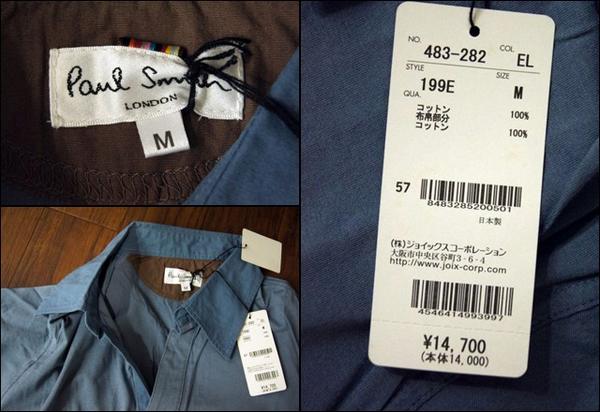 Paul Smith
LONDON
M
NO. 483-282 COL EL
STYLE SIZE
199E M
QUA.
コットン 100%
布帛部分
コットン 100%
57
8483285200501
日本製
(株)ジョイックスコーポレーション
大阪市中央区谷町3-6-4
http://www.joix-corp.com
4546414993997
¥14,700
(本体14,000)
Paul Smith
M
57